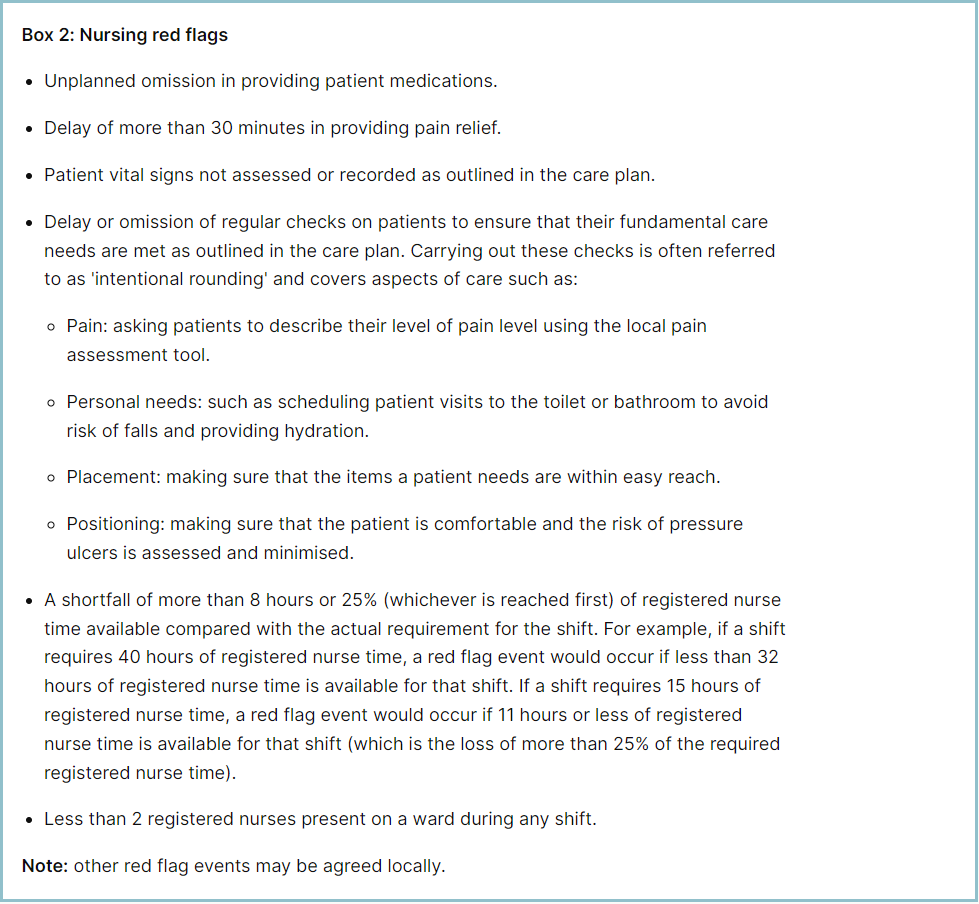 Box 2: Nursing red flags
• Unplanned omission in providing patient medications.
• Delay of more than 30 minutes in providing pain relief.
• Patient vital signs not assessed or recorded as outlined in the care plan.
• Delay or omission of regular checks on patients to ensure that their fundamental care
needs are met as outlined in the care plan. Carrying out these checks is often referred
to as 'intentional rounding' and covers aspects of care such as:
◦ Pain: asking patients to describe their level of pain level using the local pain
assessment tool.
◦ Personal needs: such as scheduling patient visits to the toilet or bathroom to avoid
risk of falls and providing hydration.
◦ Placement: making sure that the items a patient needs are within easy reach.
◦ Positioning: making sure that the patient is comfortable and the risk of pressure
ulcers is assessed and minimised.
• A shortfall of more than 8 hours or 25% (whichever is reached first) of registered nurse
time available compared with the actual requirement for the shift. For example, if a shift
requires 40 hours of registered nurse time, a red flag event would occur if less than 32
hours of registered nurse time is available for that shift. If a shift requires 15 hours of
registered nurse time, a red flag event would occur if 11 hours or less of registered
nurse time is available for that shift (which is the loss of more than 25% of the required
registered nurse time).
• Less than 2 registered nurses present on a ward during any shift.
Note: other red flag events may be agreed locally.